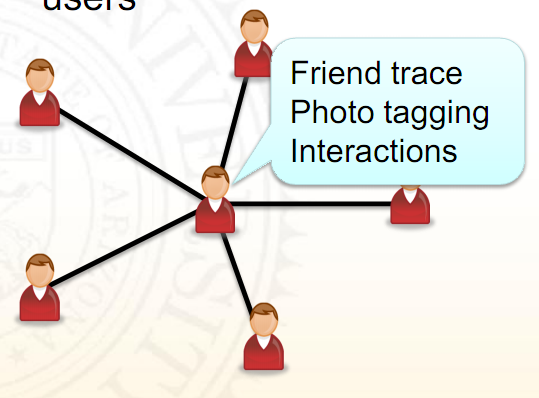 users
Friend trace
Photo tagging
Interactions